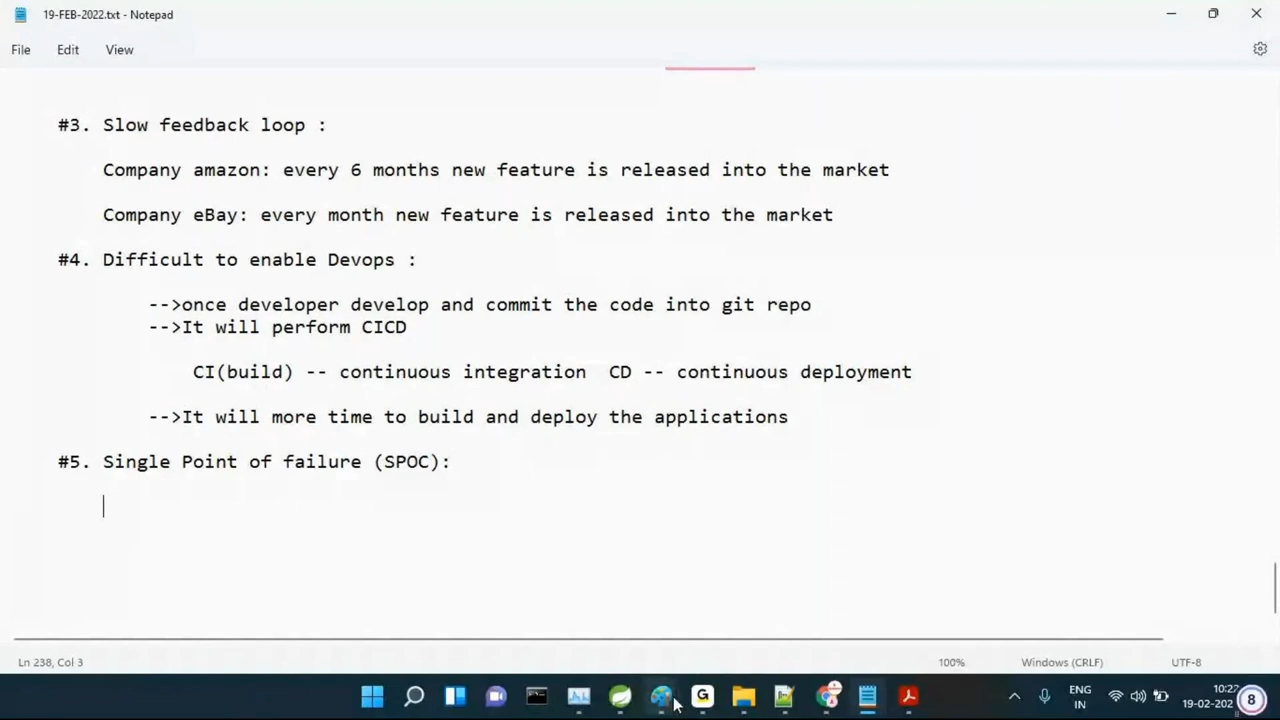 19-FEB-2022.txt - Notepad
File Edit View
#3. Slow feedback loop :
Company amazon: every 6 months new feature is released into the market
Company eBay: every month new feature is released into the market
#4. Difficult to enable Devops :
-->once developer develop and commit the code into git repo
-->It will perform CICD
CI(build) -- continuous integration CD -- continuous deployment
-->It will more time to build and deploy the applications
#5. Single Point of failure (SPOC):
Ln 238, Col 3 100% Windows (CRLF) UTF-8
G
ENG
IN
10:22
19-02-202
8